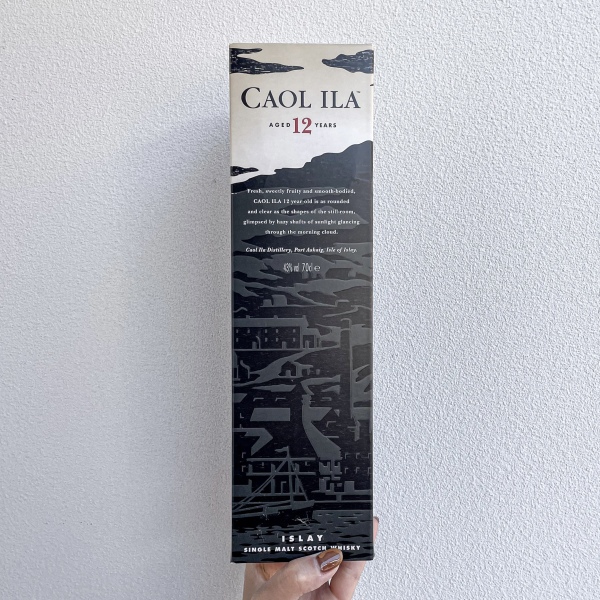 CAOL ILA™
AGED 12 YEARS
Fresh, sweetly fruity and smooth-bodied,
CAOL ILA 12 year old is as rounded
and clear as the shapes of the still-room,
glimpsed by hazy shafts of sunlight glancing
through the morning cloud.
Caol Ila Distillery, Port Askaig, Isle of Islay.
43% vol 70cl ℮
ISLAY
SINGLE MALT SCOTCH WHISKY